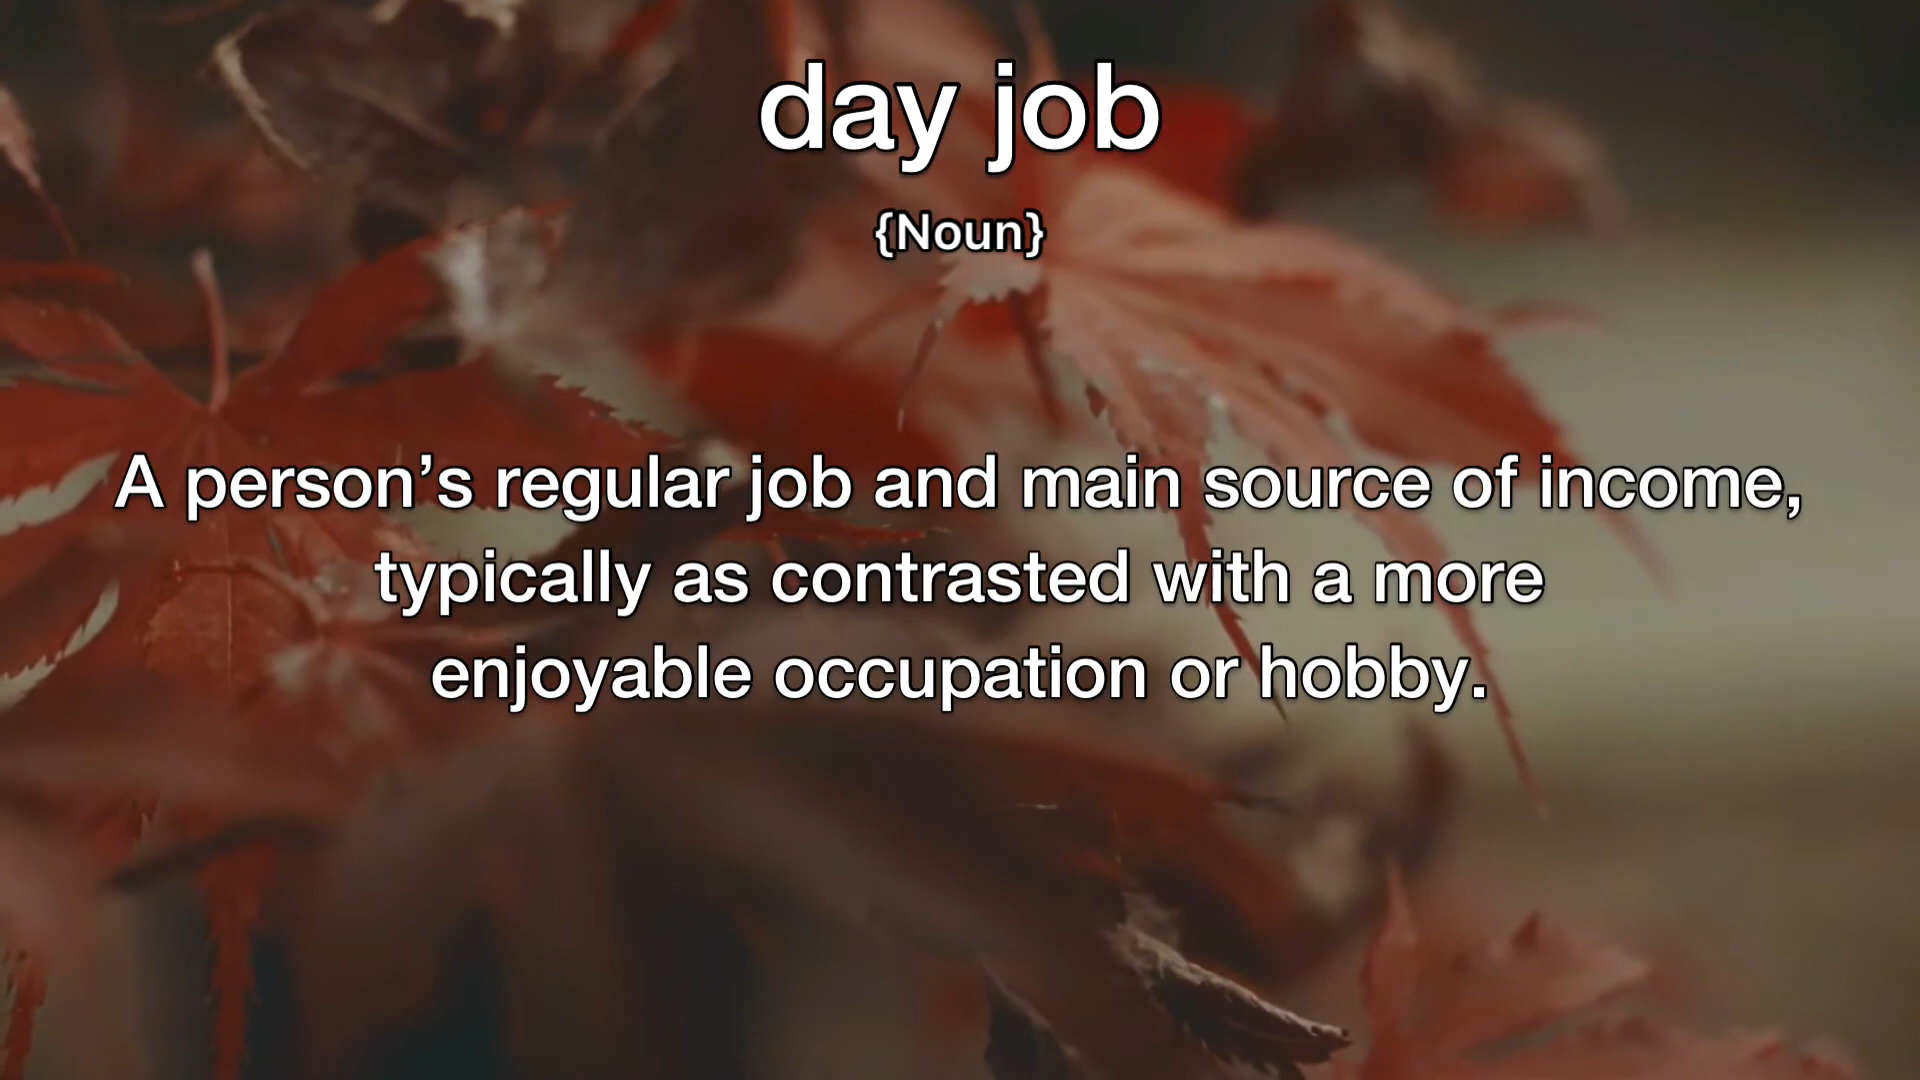 day job
{Noun}
A person’s regular job and main source of income,
typically as contrasted with a more
enjoyable occupation or hobby.